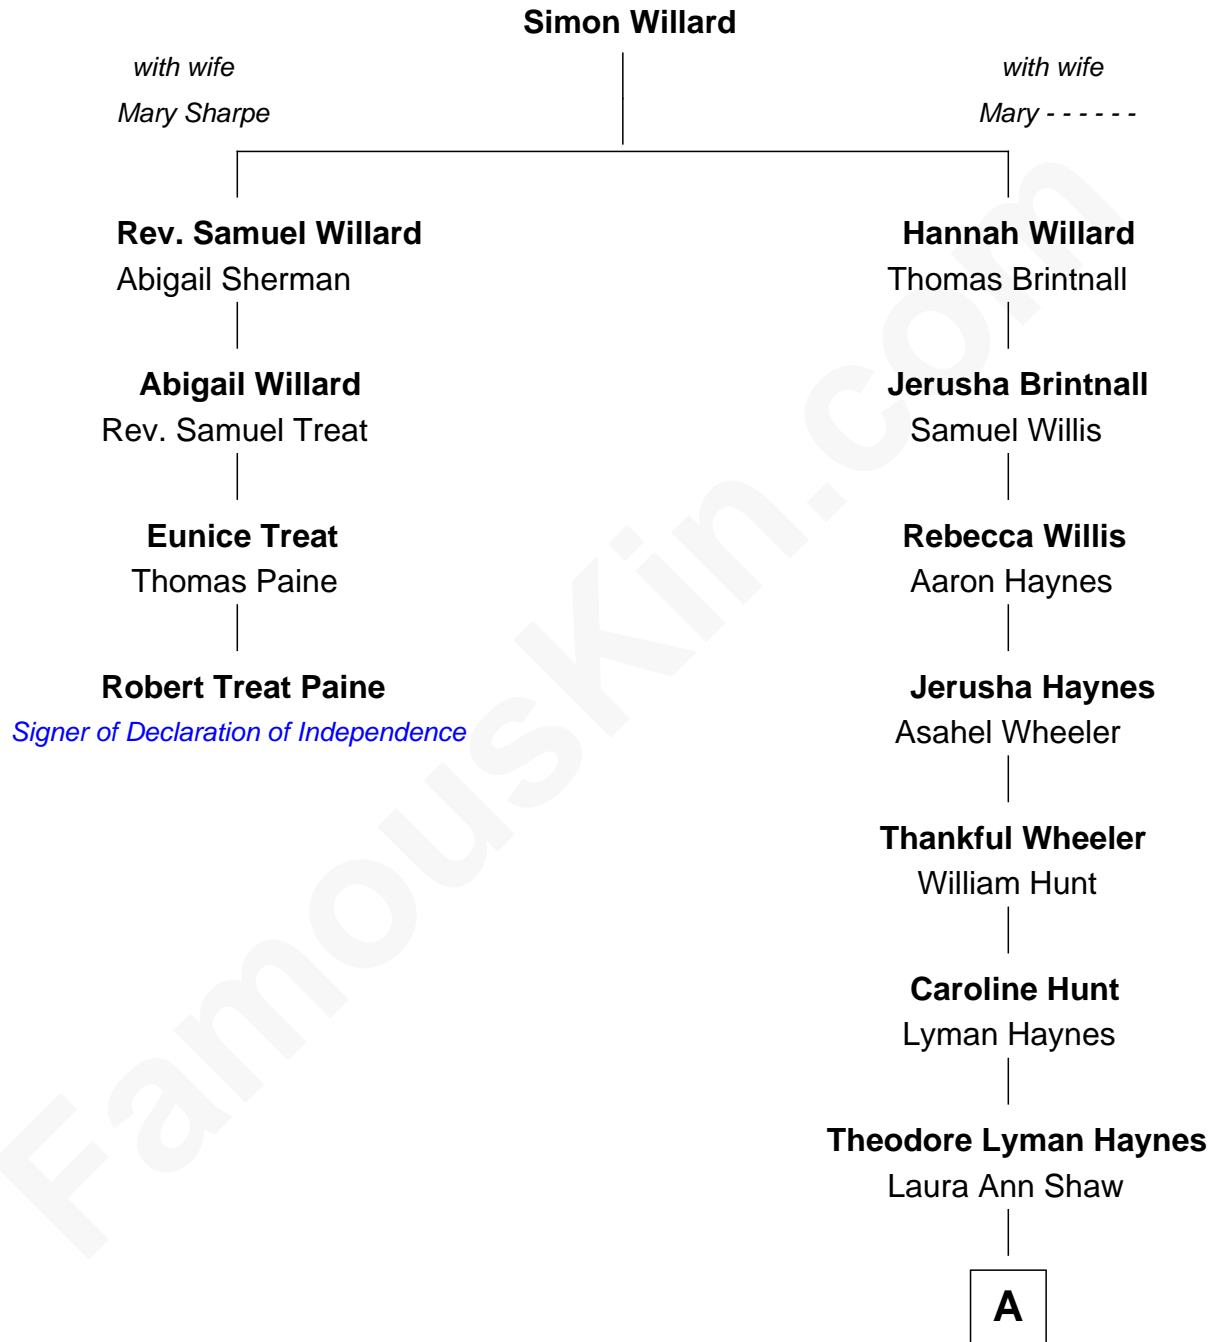 Simon Willard
with wife
Mary Sharpe
with wife
Mary - - - - - -
Rev. Samuel Willard
Abigail Sherman
Hannah Willard
Thomas Brintnall
Abigail Willard
Rev. Samuel Treat
Jerusha Brintnall
Samuel Willis
Eunice Treat
Thomas Paine
Rebecca Willis
Aaron Haynes
Robert Treat Paine
Signer of Declaration of Independence
Jerusha Haynes
Asahel Wheeler
Thankful Wheeler
William Hunt
Caroline Hunt
Lyman Haynes
Theodore Lyman Haynes
Laura Ann Shaw
A
FamousKin.com